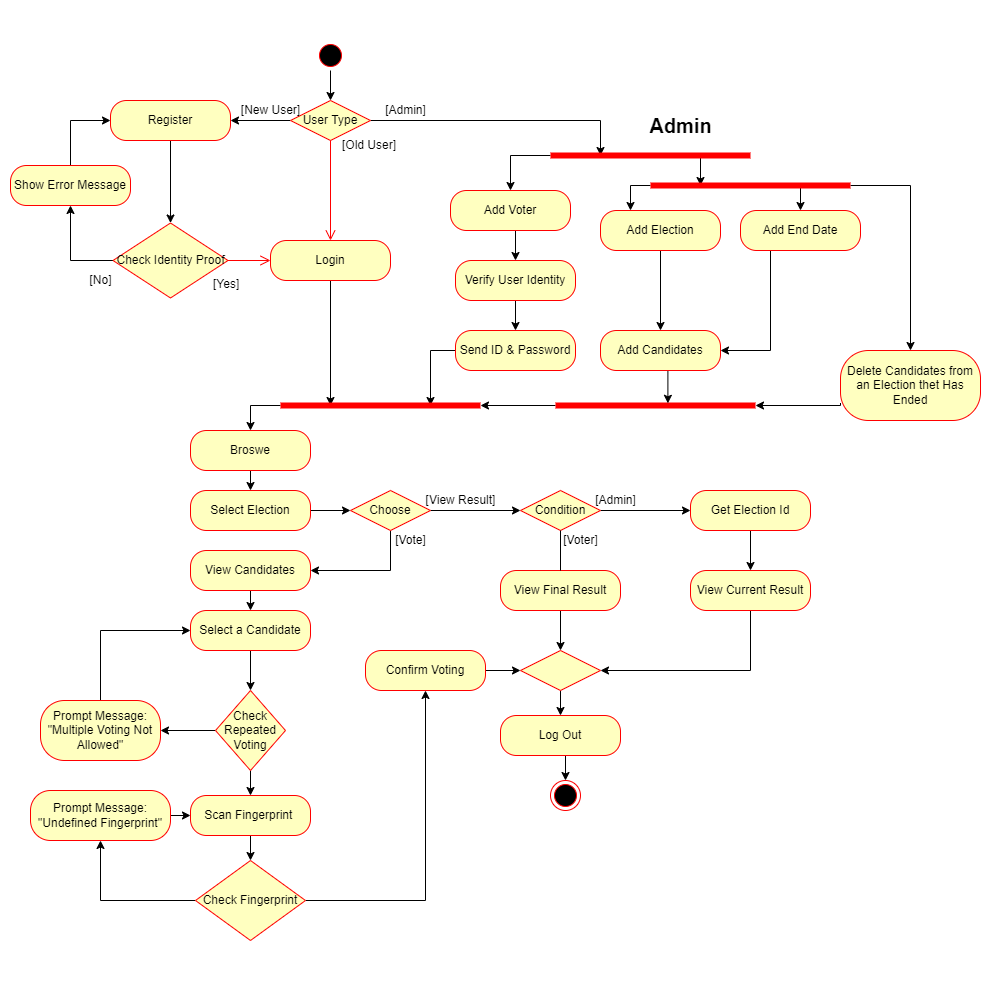 [New User]
User Type
[Admin]
Register
Admin
[Old User]
Show Error Message
Add Voter
Add Election
Add End Date
Check Identity Proof
Login
[No]
[Yes]
Verify User Identity
Send ID & Password
Add Candidates
Delete Candidates from
an Election thet Has
Ended
Broswe
Select Election
Choose
[View Result]
Condition
[Admin]
Get Election Id
[Vote]
[Voter]
View Candidates
View Final Result
View Current Result
Select a Candidate
Confirm Voting
Prompt Message:
"Multiple Voting Not
Allowed"
Check
Repeated
Voting
Log Out
Prompt Message:
"Undefined Fingerprint"
Scan Fingerprint
Check Fingerprint